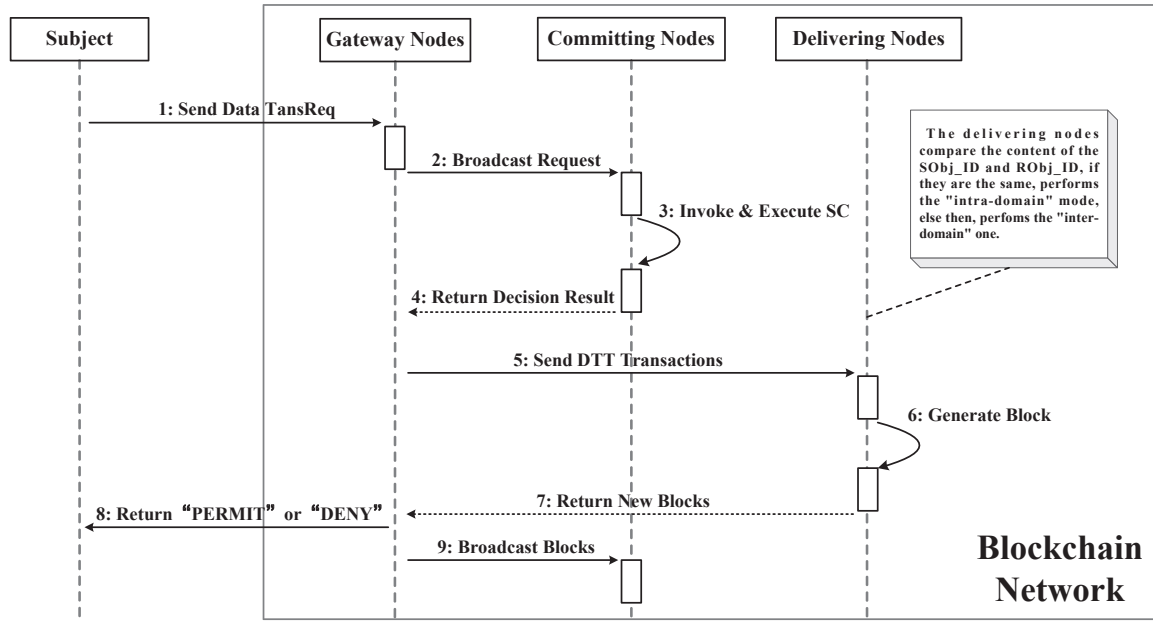 Subject
Gateway Nodes
Committing Nodes
Delivering Nodes
1: Send Data TansReq
The delivering nodes
compare the content of the
SObj_ID and RObj_ID, if
they are the same, performs
the "intra-domain" mode,
else then, perfoms the "inter-
domain" one.
2: Broadcast Request
3: Invoke & Execute SC
4: Return Decision Result
5: Send DTT Transactions
6: Generate Block
7: Return New Blocks
8: Return “PERMIT” or “DENY”
9: Broadcast Blocks
Blockchain
Network